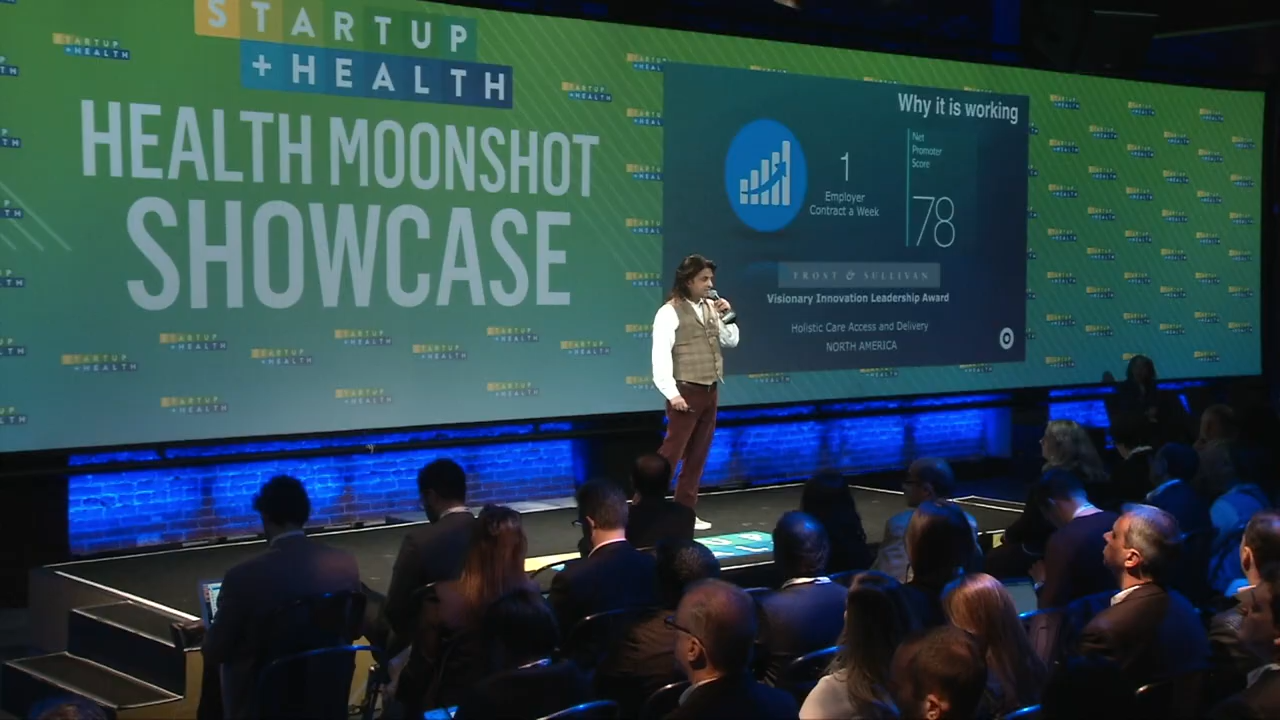 STARTUP
+HEALTH
HEALTH MOONSHOT
SHOWCASE
Why it is working
1
Employer
Contract a Week
Net
Promoter
Score
78
FROST & SULLIVAN
Visionary Innovation Leadership Award
Holistic Care Access and Delivery
NORTH AMERICA